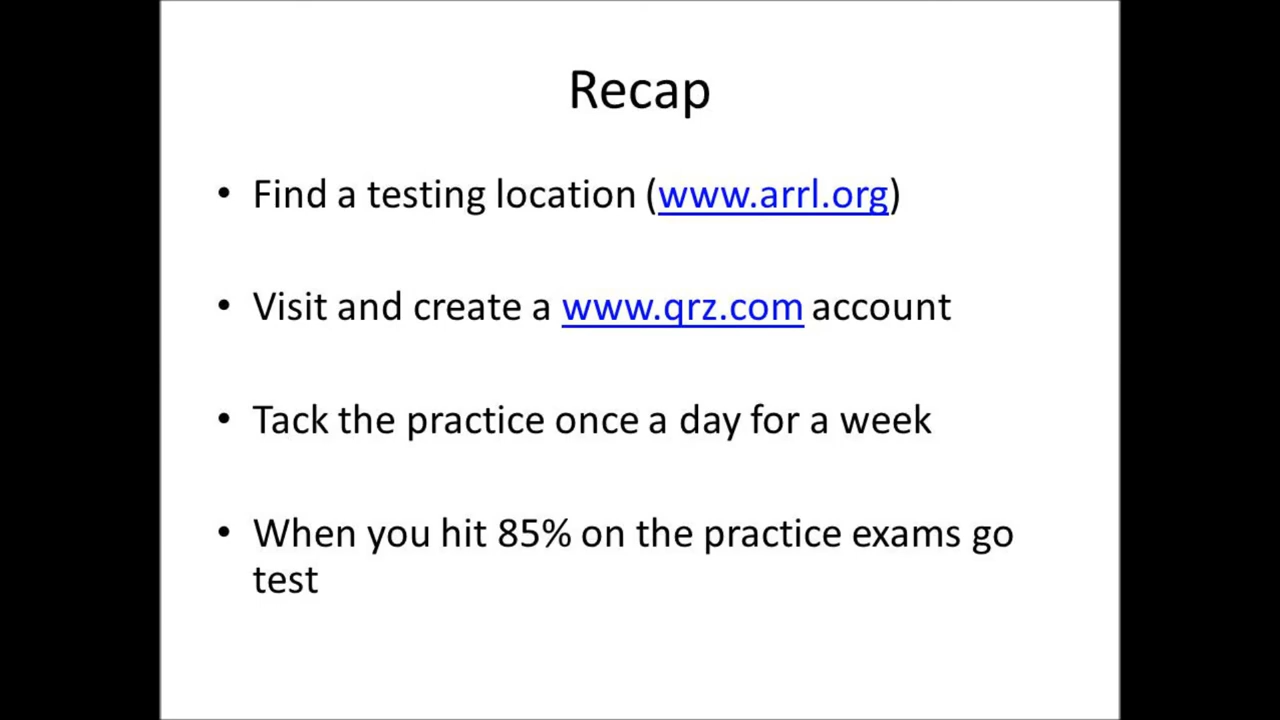 Recap
• Find a testing location (www.arrl.org)
• Visit and create a www.qrz.com account
• Tack the practice once a day for a week
• When you hit 85% on the practice exams go
test